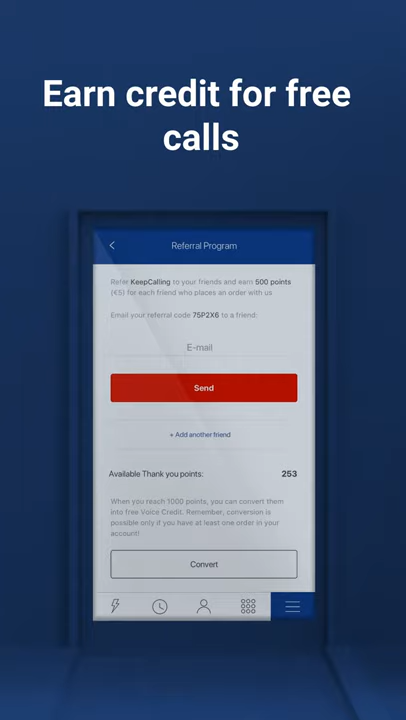 Earn credit for free
calls
Referral Program
Refer KeepCalling to your friends and earn 500 points
(€5) for each friend who places an order with us
Email your referral code 75P2X6 to a friend:
E-mail
Send
+ Add another friend
Available Thank you points: 253
When you reach 1000 points, you can convert them
into free Voice Credit. Remember, conversion is
possible only if you have at least one order in your
account!
Convert